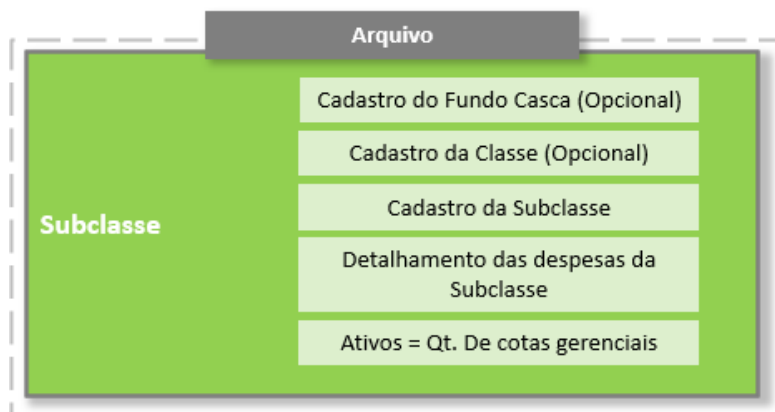 Arquivo
Subclasse
Cadastro do Fundo Casca (Opcional)
Cadastro da Classe (Opcional)
Cadastro da Subclasse
Detalhamento das despesas da
Subclasse
Ativos = Qt. De cotas gerenciais